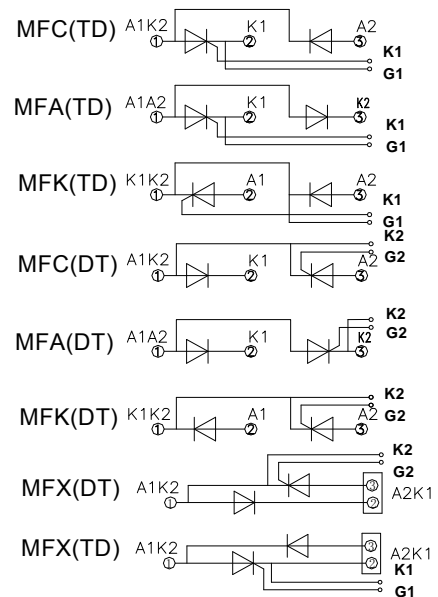 MFC(TD) A1K2 K1 A2
1 2 3
K1
G1
MFA(TD) A1A2 K1 K2
1 2 3
K1
G1
MFK(TD) K1K2 A1 A2
1 2 3
K1
G1
K2
MFC(DT) A1K2 K1 G2 A2
1 2 3
K2
G2
MFA(DT) A1A2 K1 K2
1 2 3
K2
G2
MFK(DT) K1K2 A1 A2
1 2 3
K2
G2
MFX(DT) A1K2 3 A2K1
1 2
MFX(TD) A1K2 3 A2K1
1 2 K1
G1